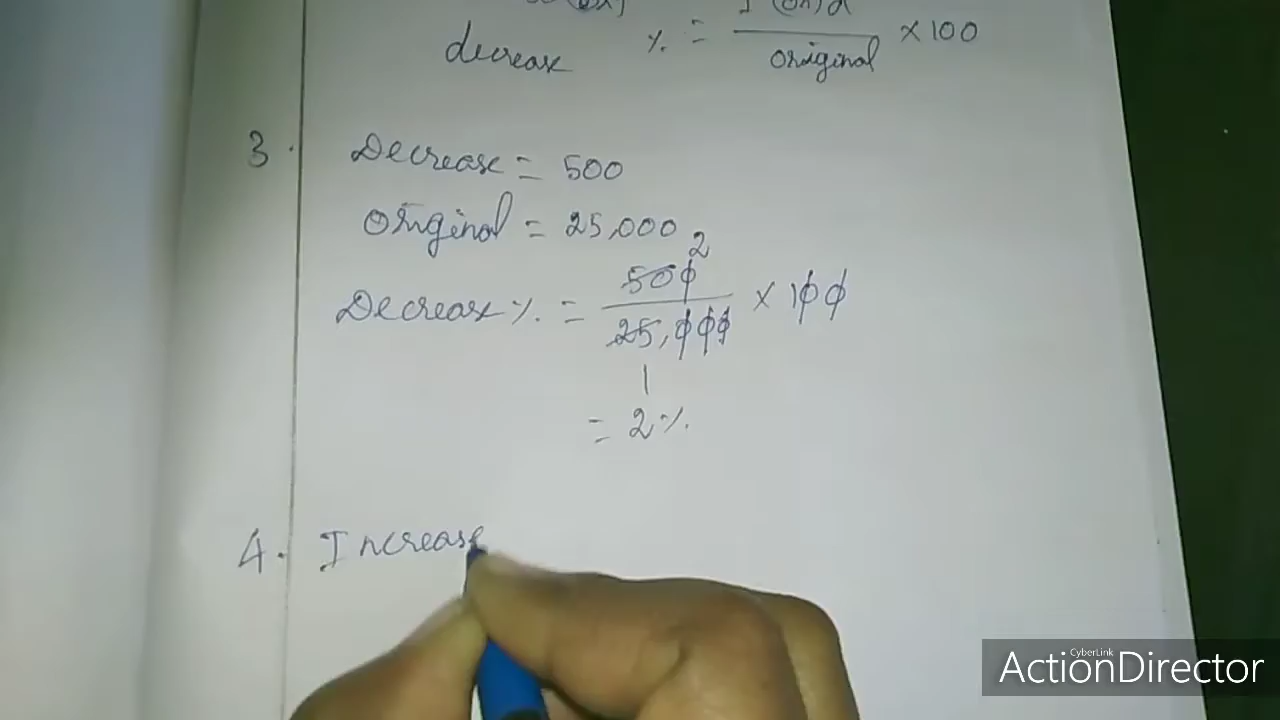 decrease % = original × 100
3. Decrease = 500
Original = 25,000
2
Decrease % = 500 / 25,000 × 100
1
= 2%
4. Increase
CyberLink
ActionDirector